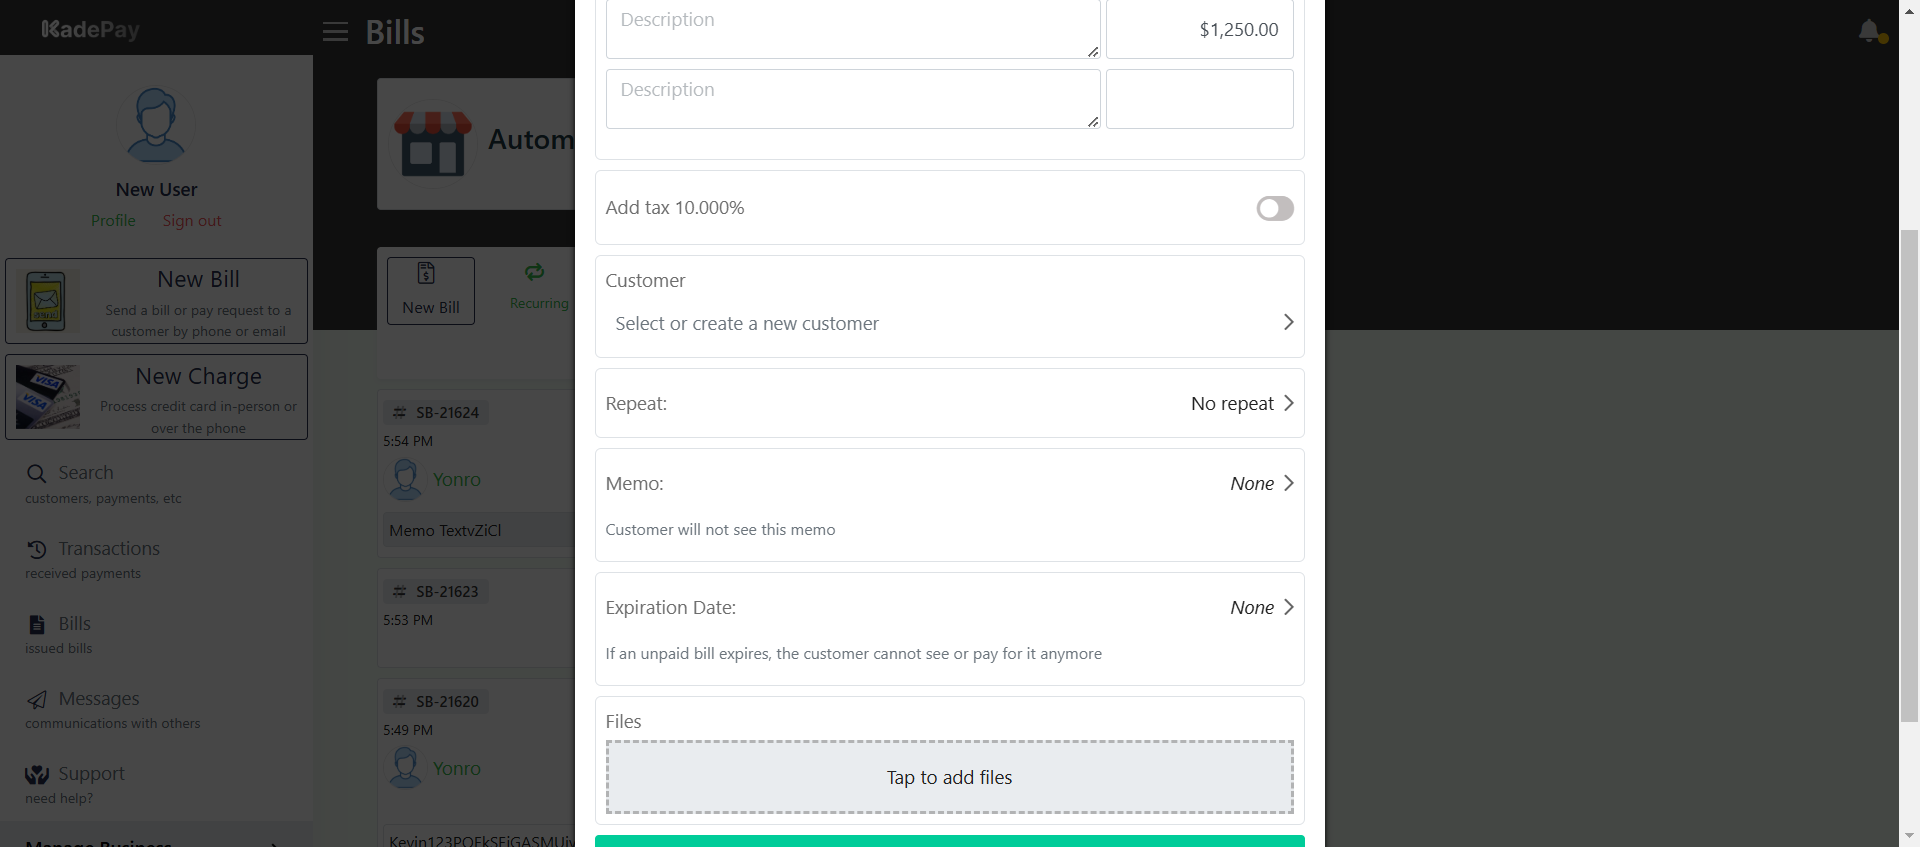 KadePay
Bills
New User
Profile Sign out
New Bill
Send a bill or pay request to a
customer by phone or email
New Charge
Process credit card in-person or
over the phone
Search
customers, payments, etc
Transactions
received payments
Bills
issued bills
Messages
communications with others
Support
need help?
Manage Business
Autom
New Bill
Recurring
# SB-21624
5:54 PM
Yonro
Memo TextvZiCl
# SB-21623
5:53 PM
# SB-21620
5:49 PM
Yonro
Description
$1,250.00
Description
Add tax 10.000%
Customer
Select or create a new customer
Repeat: No repeat
Memo: None
Customer will not see this memo
Expiration Date: None
If an unpaid bill expires, the customer cannot see or pay for it anymore
Files
Tap to add files